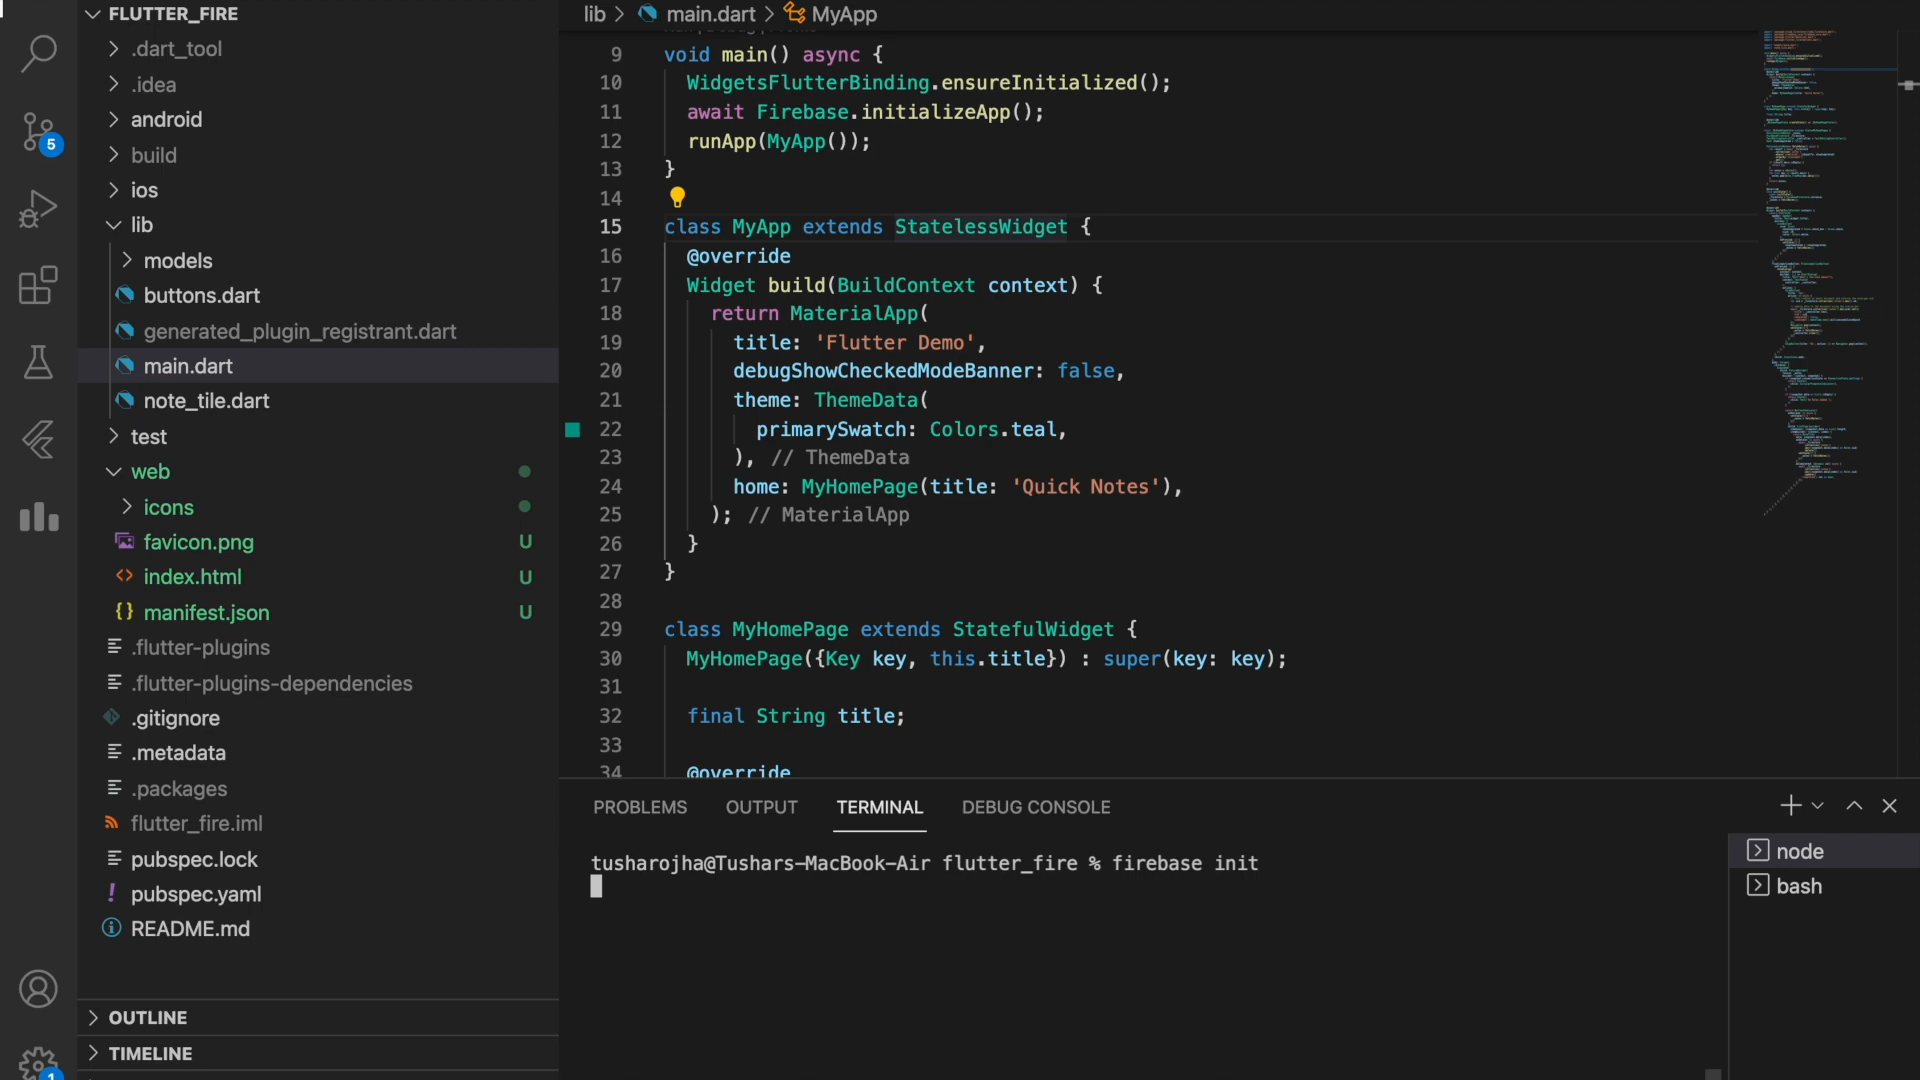 FLUTTER_FIRE
.dart_tool
.idea
android
build
ios
lib
models
buttons.dart
generated_plugin_registrant.dart
main.dart
note_tile.dart
test
web
icons
favicon.png U
index.html U
manifest.json U
.flutter-plugins
.flutter-plugins-dependencies
.gitignore
.metadata
.packages
flutter_fire.iml
pubspec.lock
pubspec.yaml
README.md
OUTLINE
TIMELINE
5
1
lib > main.dart > MyApp
9 void main() async {
10 WidgetsFlutterBinding.ensureInitialized();
11 await Firebase.initializeApp();
12 runApp(MyApp());
13 }
14
15 class MyApp extends StatelessWidget {
16 @override
17 Widget build(BuildContext context) {
18 return MaterialApp(
19 title: 'Flutter Demo',
20 debugShowCheckedModeBanner: false,
21 theme: ThemeData(
22 primarySwatch: Colors.teal,
23 ), // ThemeData
24 home: MyHomePage(title: 'Quick Notes'),
25 ); // MaterialApp
26 }
27 }
28
29 class MyHomePage extends StatefulWidget {
30 MyHomePage({Key key, this.title}) : super(key: key);
31
32 final String title;
33
34 @override
PROBLEMS OUTPUT TERMINAL DEBUG CONSOLE
tusharojha@Tushars-MacBook-Air flutter_fire % firebase init
node
bash